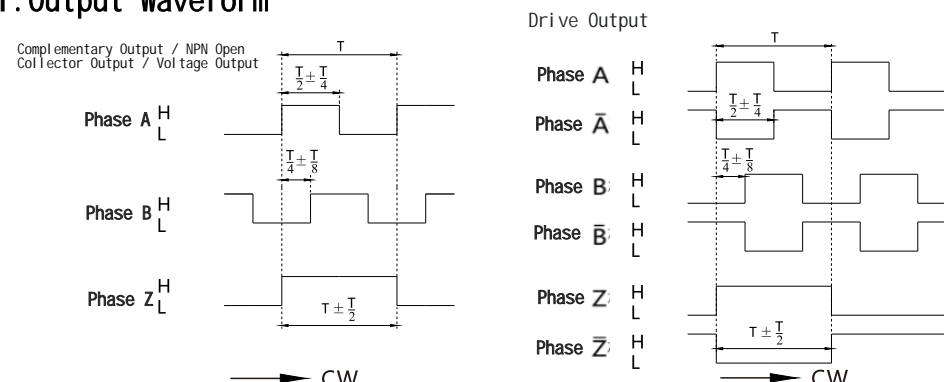 Output Waveform
Complementary Output / NPN Open
Collector Output / Voltage Output
T
T/2 ± T/4
Phase A H
L
T/4 ± T/8
Phase B H
L
Phase Z H
L
T ± T/2
CW
Drive Output
T
Phase A H
L
T/2 ± T/4
Phase Ā H
L
T/4 ± T/8
Phase B H
L
Phase B̄ H
L
Phase Z H
L
Phase Z̄ H
L
T ± T/2
CW